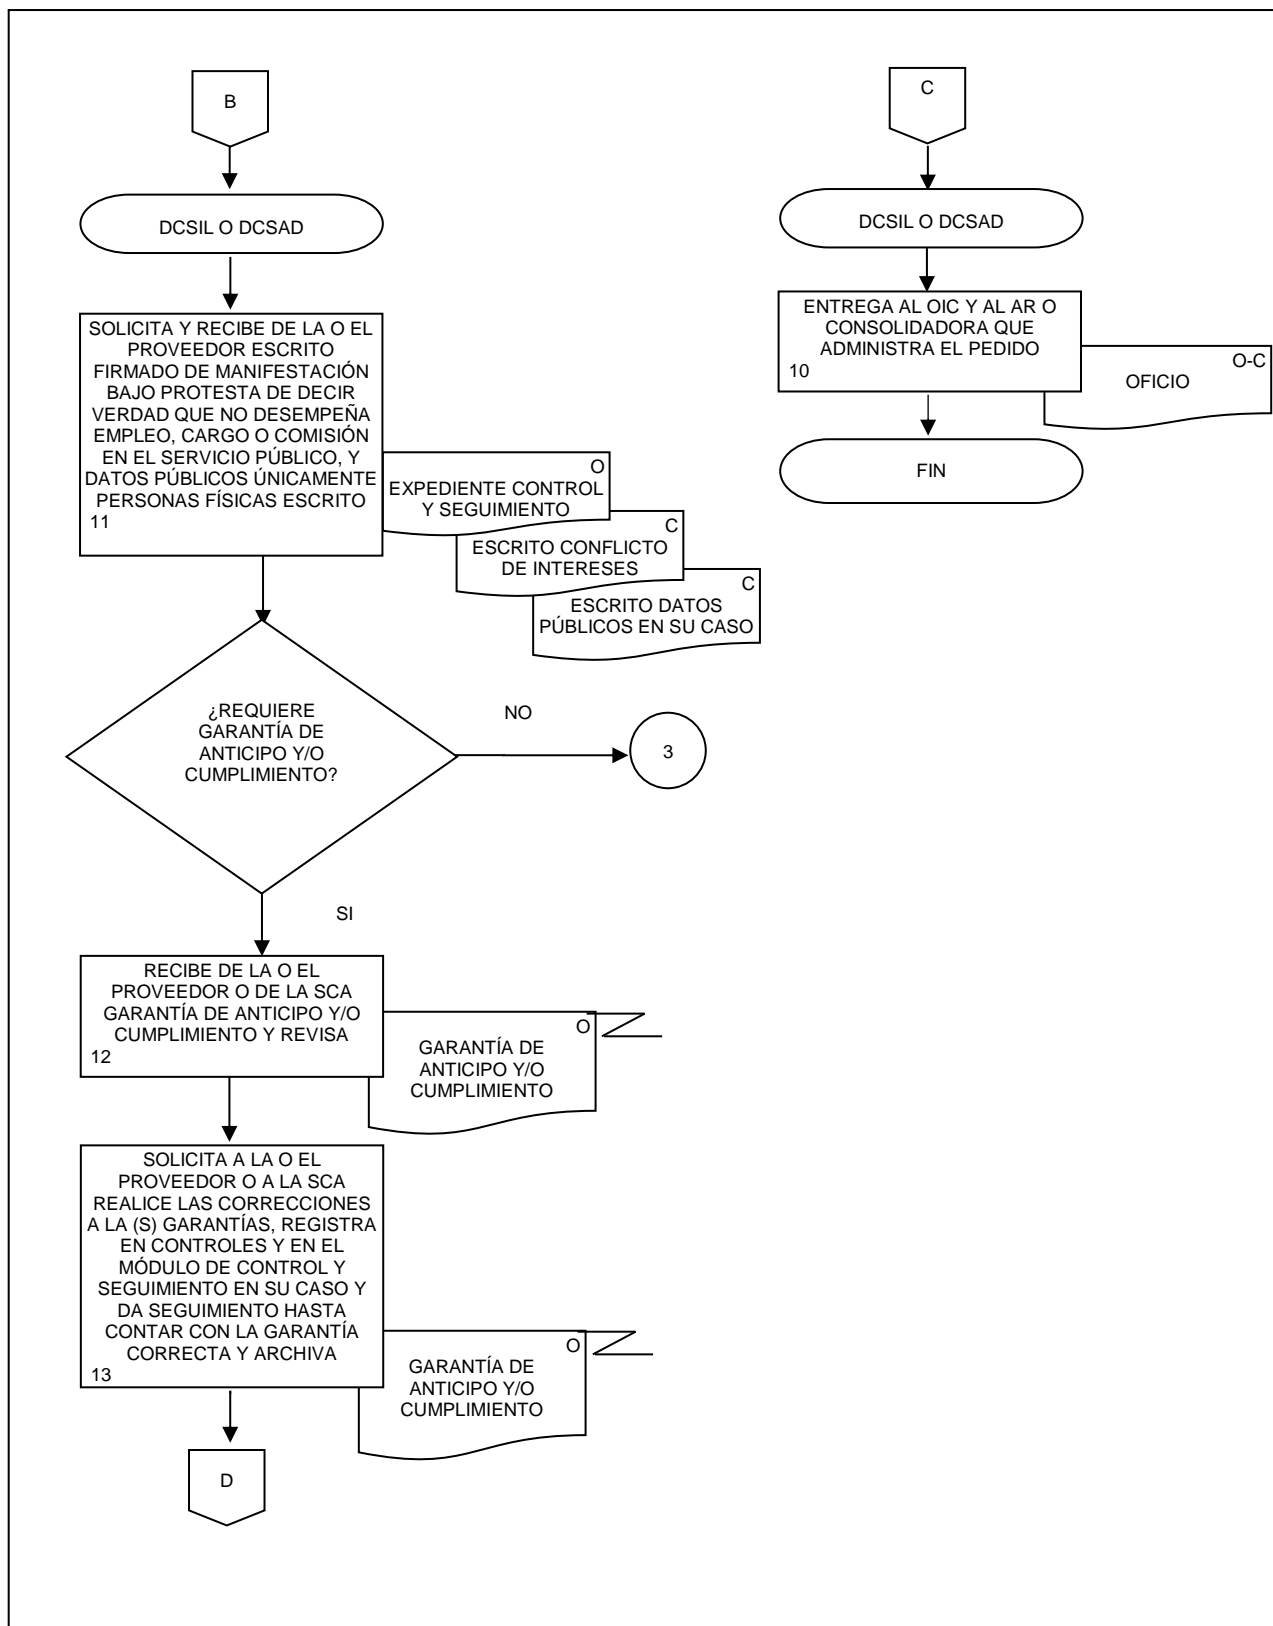 B
DCSIL O DCSAD
SOLICITA Y RECIBE DE LA O EL
PROVEEDOR ESCRITO
FIRMADO DE MANIFESTACIÓN
BAJO PROTESTA DE DECIR
VERDAD QUE NO DESEMPEÑA
EMPLEO, CARGO O COMISIÓN
EN EL SERVICIO PÚBLICO, Y
DATOS PÚBLICOS ÚNICAMENTE
PERSONAS FÍSICAS ESCRITO
11
O
EXPEDIENTE CONTROL
Y SEGUIMIENTO
C
ESCRITO CONFLICTO
DE INTERESES
C
ESCRITO DATOS
PÚBLICOS EN SU CASO
¿REQUIERE
GARANTÍA DE
ANTICIPO Y/O
CUMPLIMIENTO?
NO
3
SI
RECIBE DE LA O EL
PROVEEDOR O DE LA SCA
GARANTÍA DE ANTICIPO Y/O
CUMPLIMIENTO Y REVISA
12
O
GARANTÍA DE
ANTICIPO Y/O
CUMPLIMIENTO
SOLICITA A LA O EL
PROVEEDOR O A LA SCA
REALICE LAS CORRECCIONES
A LA (S) GARANTÍAS, REGISTRA
EN CONTROLES Y EN EL
MÓDULO DE CONTROL Y
SEGUIMIENTO EN SU CASO Y
DA SEGUIMIENTO HASTA
CONTAR CON LA GARANTÍA
CORRECTA Y ARCHIVA
13
O
GARANTÍA DE
ANTICIPO Y/O
CUMPLIMIENTO
D
C
DCSIL O DCSAD
ENTREGA AL OIC Y AL AR O
CONSOLIDADORA QUE
ADMINISTRA EL PEDIDO
10
O-C
OFICIO
FIN